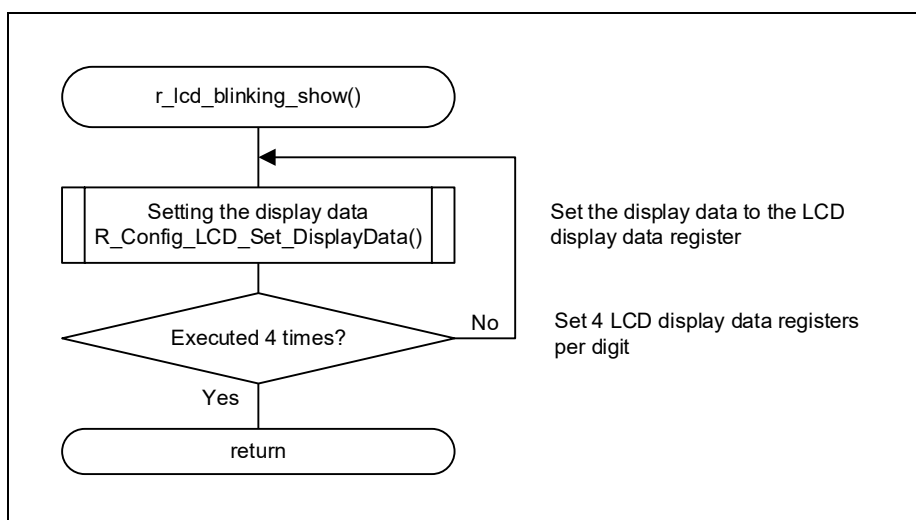 r_lcd_blinking_show()
Setting the display data
R_Config_LCD_Set_DisplayData()
Set the display data to the LCD
display data register
Executed 4 times?
No
Set 4 LCD display data registers
per digit
Yes
return